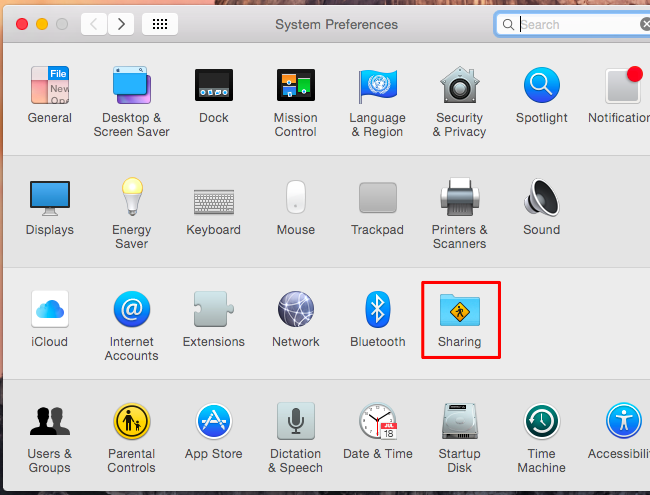 System Preferences
Search
File
New
Ope
General
Desktop &
Screen Saver
Dock
Mission
Control
Language
& Region
Security
& Privacy
Spotlight
Notification
Displays
Energy
Saver
Keyboard
Mouse
Trackpad
Printers &
Scanners
Sound
iCloud
Internet
Accounts
Extensions
Network
Bluetooth
Sharing
Users &
Groups
Parental
Controls
App Store
Dictation
& Speech
JUL
18
Date & Time
Startup
Disk
Time
Machine
Accessibili